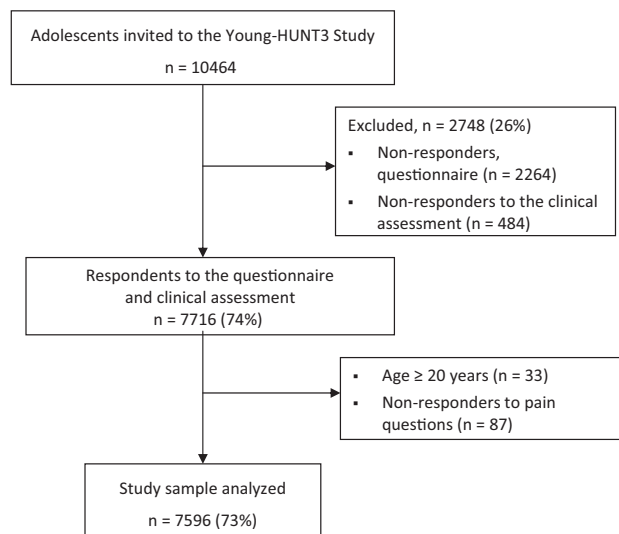 Adolescents invited to the Young-HUNT3 Study
n = 10464
Excluded, n = 2748 (26%)
▪ Non-responders,
questionnaire (n = 2264)
▪ Non-responders to the clinical
assessment (n = 484)
Respondents to the questionnaire
and clinical assessment
n = 7716 (74%)
▪ Age ≥ 20 years (n = 33)
▪ Non-responders to pain
questions (n = 87)
Study sample analyzed
n = 7596 (73%)